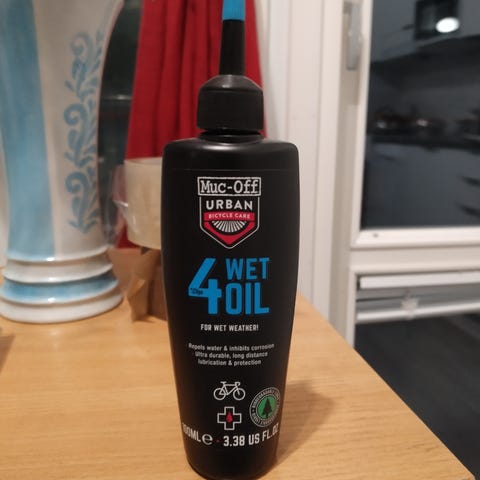 Muc-Off
URBAN
BICYCLE CARE
Step 4 WET
OIL
FOR WET WEATHER!
Repels water & inhibits corrosion
Ultra durable, long distance
lubrication & protection
100ML e • 3.38 US FL.OZ